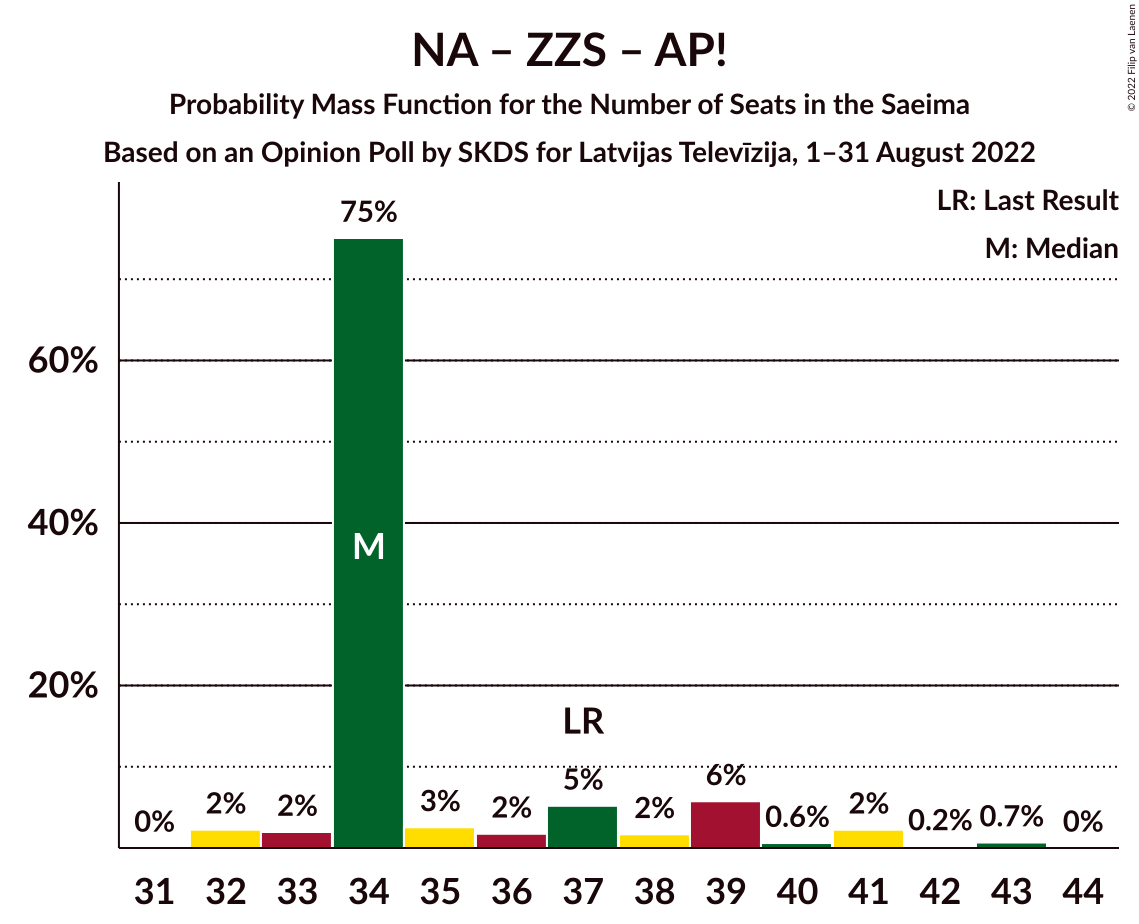 NA – ZZS – AP!
Probability Mass Function for the Number of Seats in the Saeima
Based on an Opinion Poll by SKDS for Latvijas Televīzija, 1–31 August 2022
© 2022 Filip van Laenen
LR: Last Result
M: Median
60%
40%
20%
0%
2%
2%
75%
3%
2%
5%
2%
6%
0.6%
2%
0.2%
0.7%
0%
M
LR
31 32 33 34 35 36 37 38 39 40 41 42 43 44